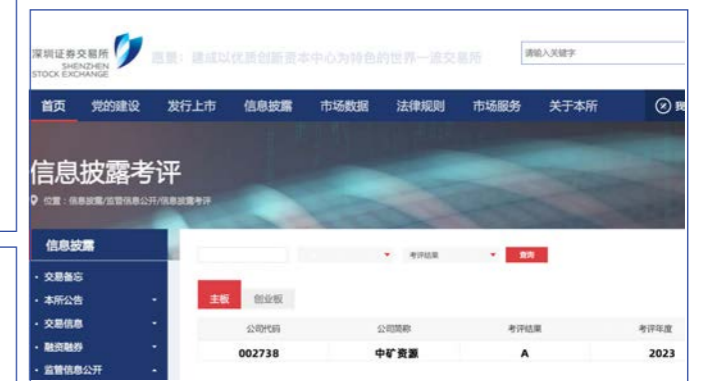 深圳证券交易所
SHENZHEN
STOCK EXCHANGE
愿景：建成以优质创新资本中心为特色的世界一流交易所
请输入关键字
首页 党的建设 发行上市 信息披露 市场数据 法律规则 市场服务 关于本所
信息披露考评
位置：信息披露/监管信息公开/信息披露考评
信息披露
考评结果 查询
· 交易备忘
· 本所公告
主板 创业板
· 交易信息
公司代码 公司简称 考评结果 考评年度
· 融资融券
002738 中矿资源 A 2023
· 监管信息公开